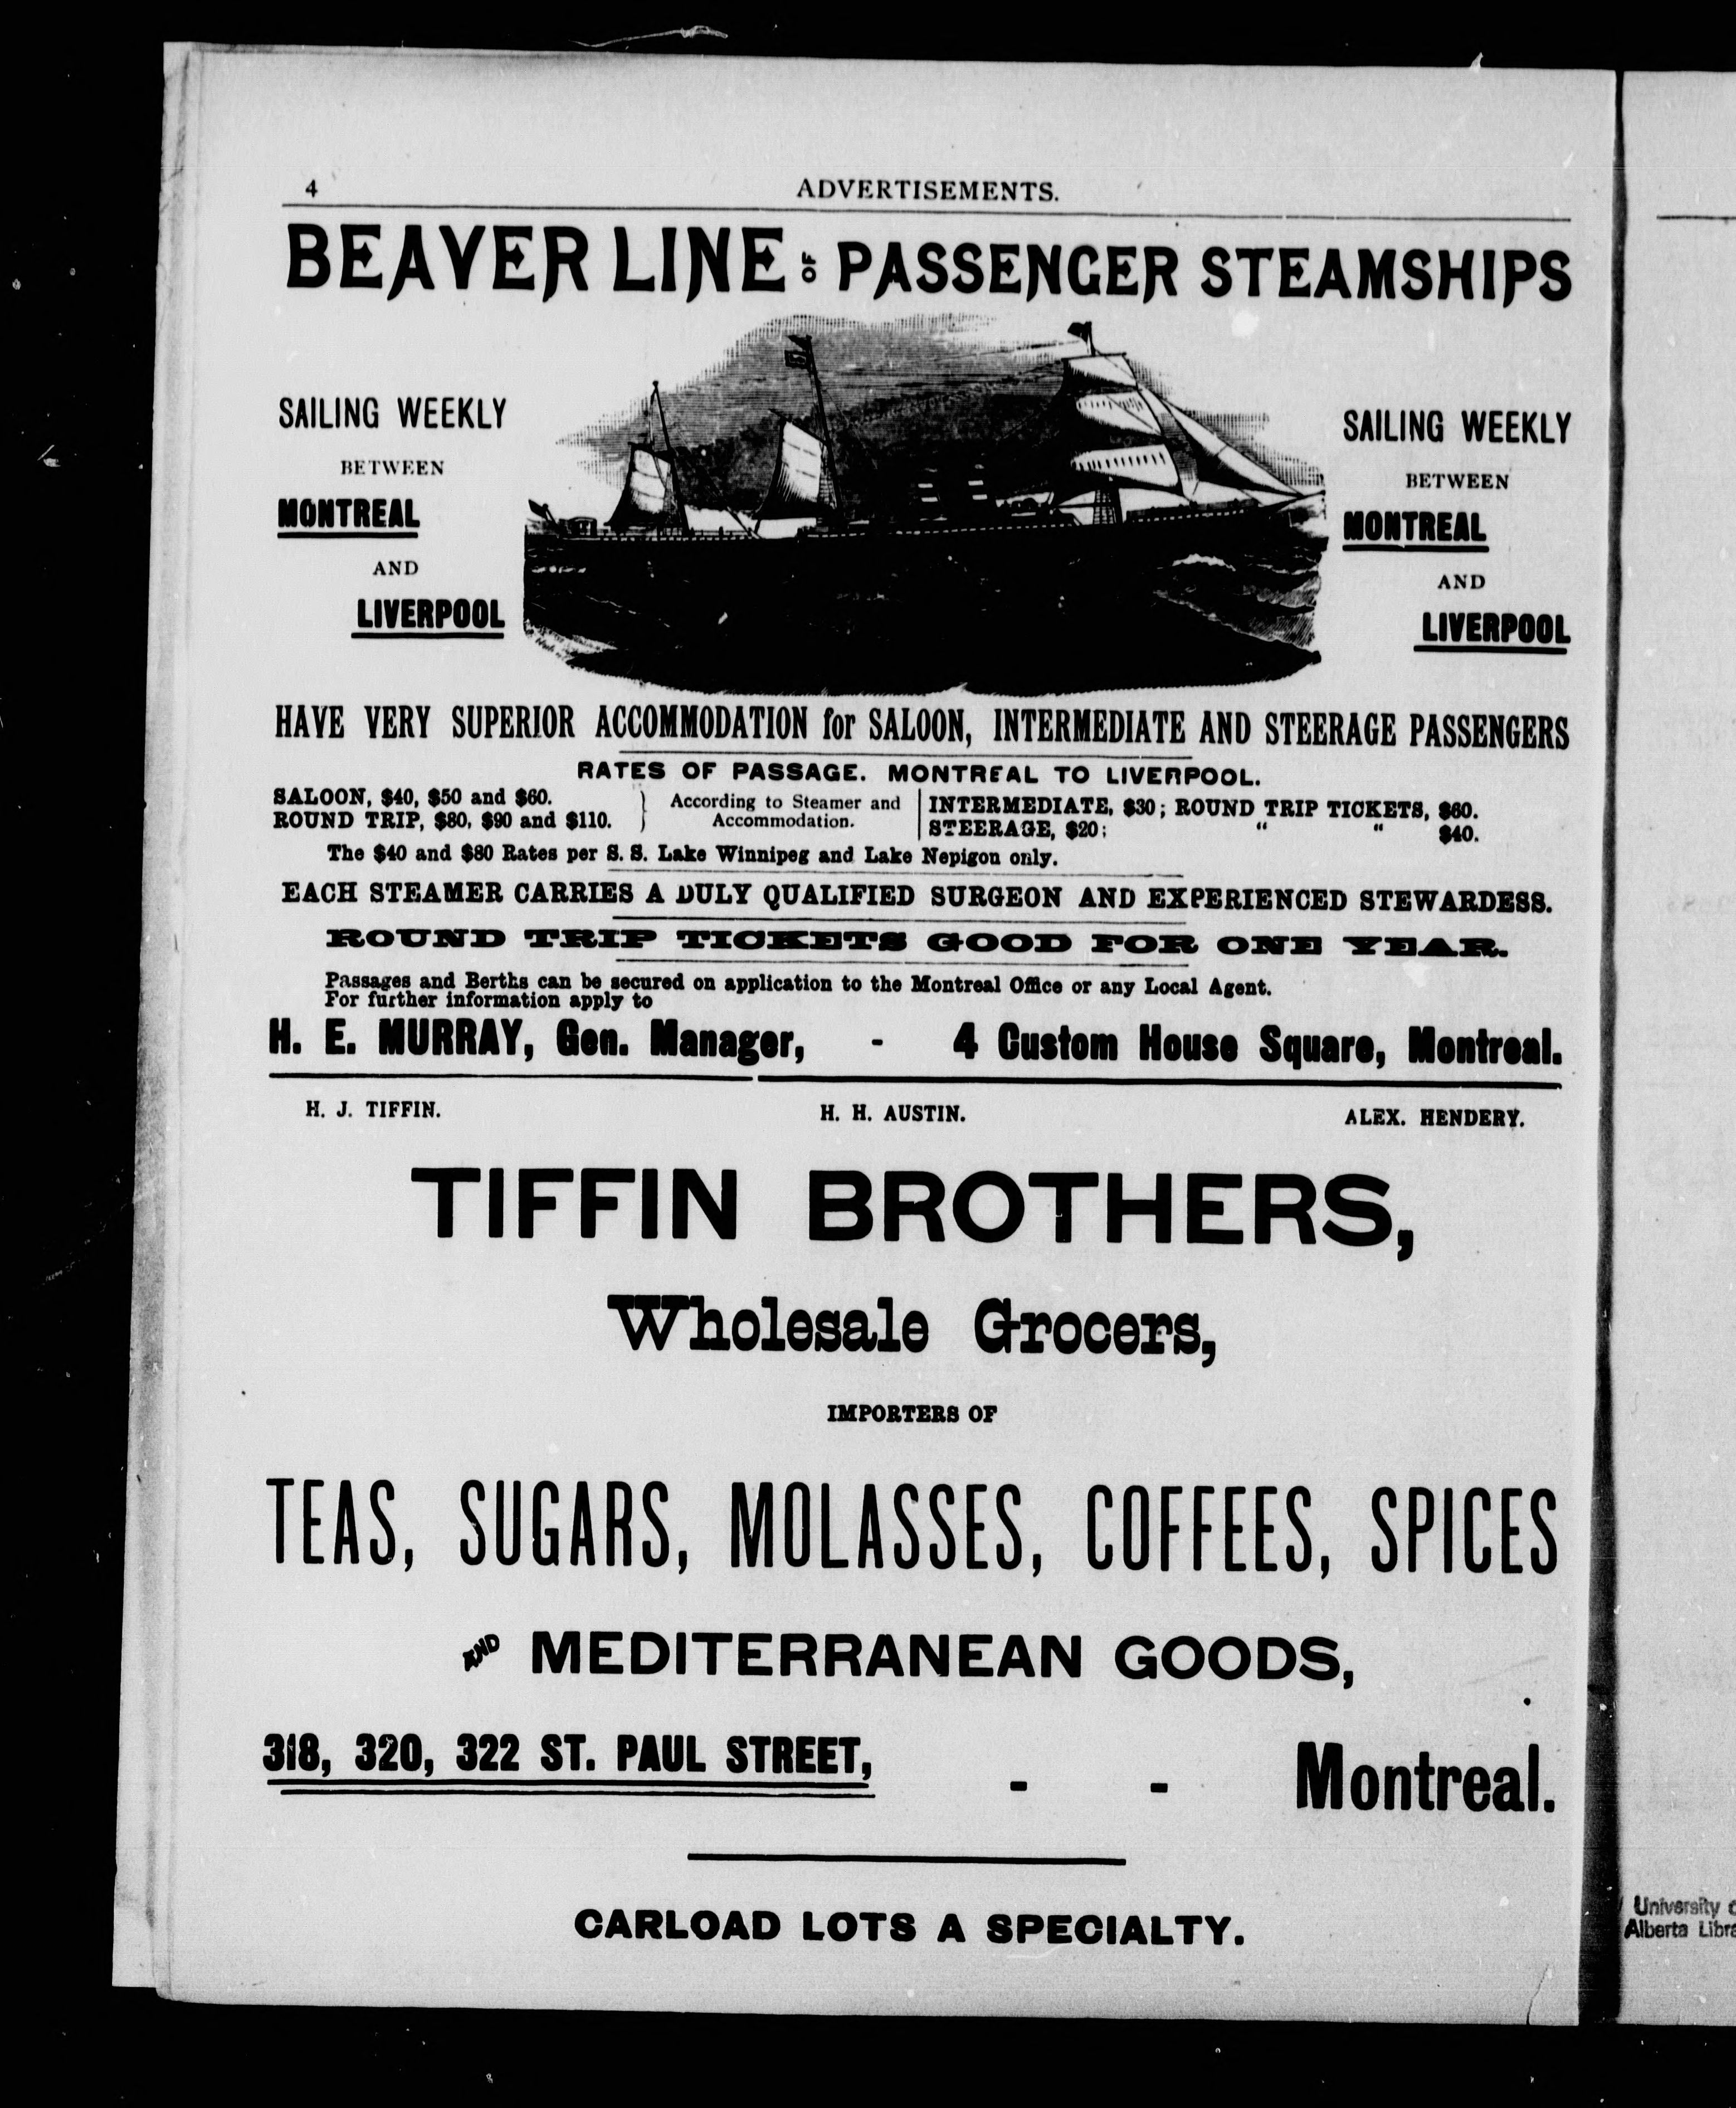 4 ADVERTISEMENTS.
BEAVER LINE OF PASSENGER STEAMSHIPS
SAILING WEEKLY
BETWEEN
MONTREAL
AND
LIVERPOOL
SAILING WEEKLY
BETWEEN
MONTREAL
AND
LIVERPOOL
HAVE VERY SUPERIOR ACCOMMODATION for SALOON, INTERMEDIATE AND STEERAGE PASSENGERS
RATES OF PASSAGE. MONTREAL TO LIVERPOOL.
SALOON, $40, $50 and $60.
ROUND TRIP, $80, $90 and $110.
According to Steamer and
Accommodation.
INTERMEDIATE, $30; ROUND TRIP TICKETS, $60.
STEERAGE, $20; " " $40.
The $40 and $80 Rates per S. S. Lake Winnipeg and Lake Nepigon only.
EACH STEAMER CARRIES A DULY QUALIFIED SURGEON AND EXPERIENCED STEWARDESS.
ROUND TRIP TICKETS GOOD FOR ONE YEAR.
Passages and Berths can be secured on application to the Montreal Office or any Local Agent.
For further information apply to
H. E. MURRAY, Gen. Manager, - 4 Custom House Square, Montreal.
H. J. TIFFIN. H. H. AUSTIN. ALEX. HENDERY.
TIFFIN BROTHERS,
Wholesale Grocers,
IMPORTERS OF
TEAS, SUGARS, MOLASSES, COFFEES, SPICES
AND MEDITERRANEAN GOODS,
318, 320, 322 ST. PAUL STREET, - - Montreal.
CARLOAD LOTS A SPECIALTY.
University
Alberta